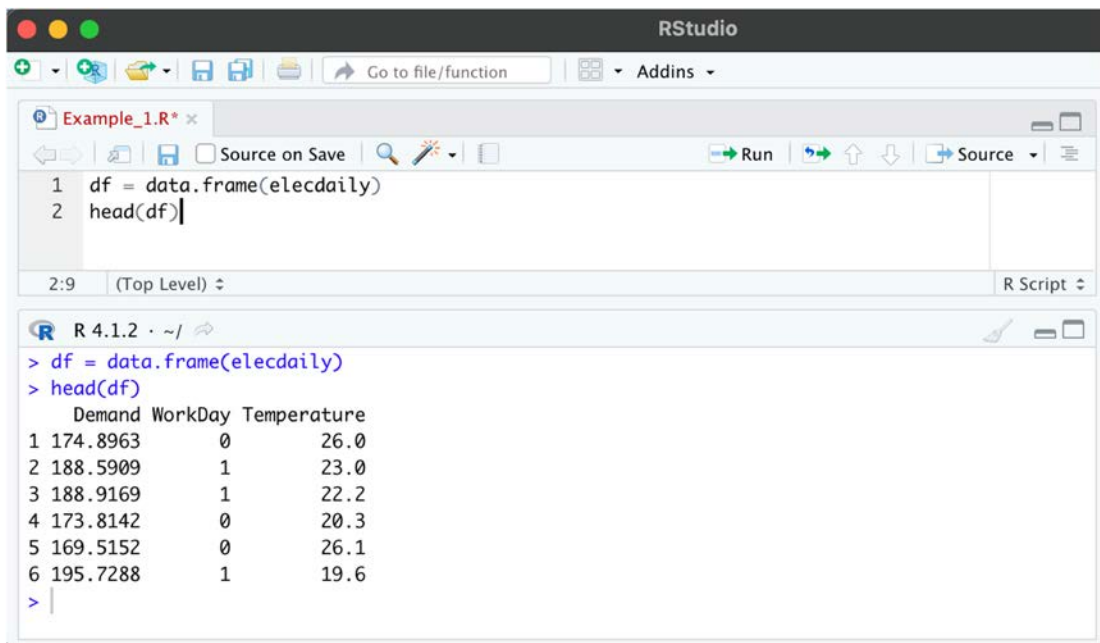 RStudio
Go to file/function Addins
Example_1.R*
Source on Save Run Source
1 df = data.frame(elecdaily)
2 head(df)
2:9 (Top Level) R Script
R 4.1.2 · ~/
> df = data.frame(elecdaily)
> head(df)
Demand WorkDay Temperature
1 174.8963 0 26.0
2 188.5909 1 23.0
3 188.9169 1 22.2
4 173.8142 0 20.3
5 169.5152 0 26.1
6 195.7288 1 19.6
>